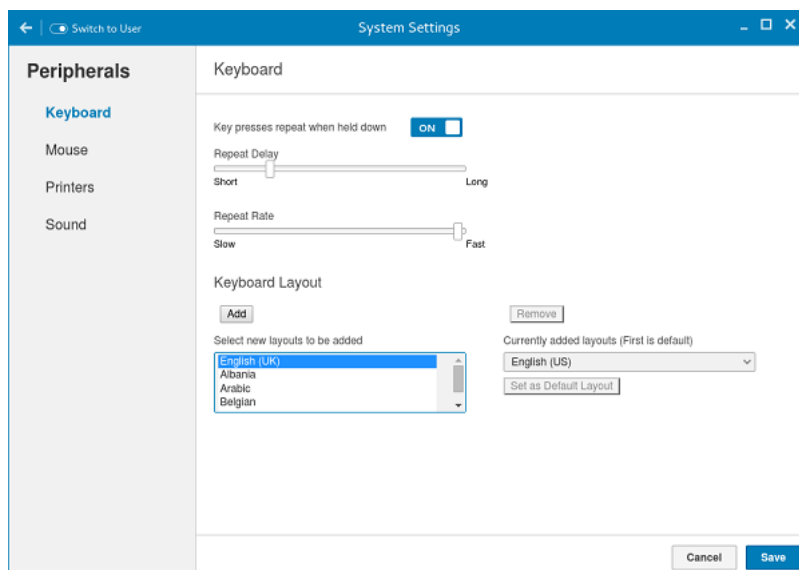 Switch to User
System Settings
Peripherals
Keyboard
Mouse
Printers
Sound
Keyboard
Key presses repeat when held down
ON
Repeat Delay
Short
Long
Repeat Rate
Slow
Fast
Keyboard Layout
Add
Select new layouts to be added
English (UK)
Albania
Arabic
Belgian
Remove
Currently added layouts (First is default)
English (US)
Set as Default Layout
Cancel
Save